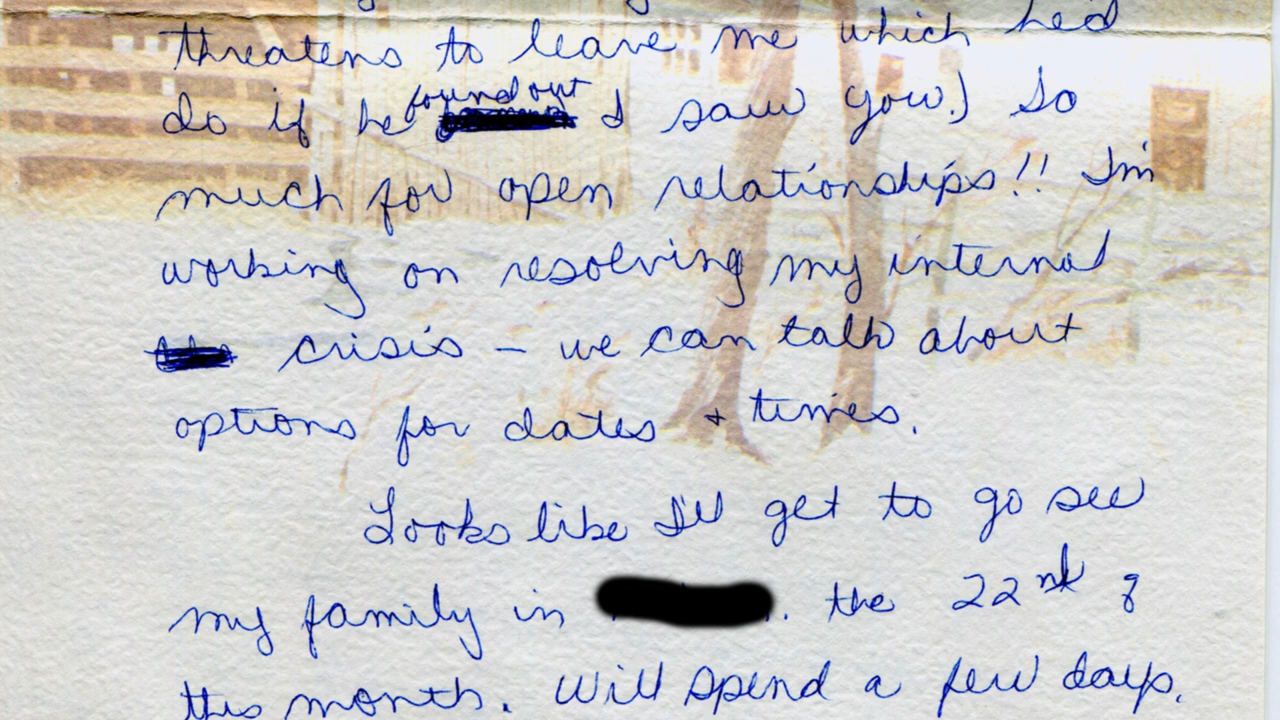 threatens to leave me which he'd
do if he found out I saw you.) So
much for open relationships!! I'm
working on resolving my internal
crisis – we can talk about
options for dates + times.
Looks like I'll get to go see
my family in . the 22nd of
this month. Will spend a few days.